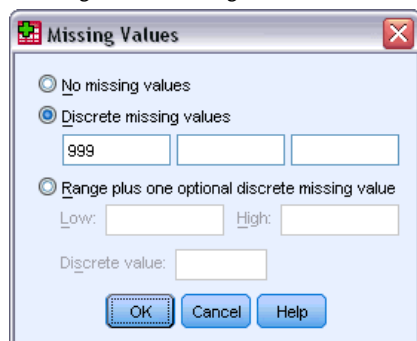 Missing Values
No missing values
Discrete missing values
999
Range plus one optional discrete missing value
Low: High:
Discrete value:
OK Cancel Help